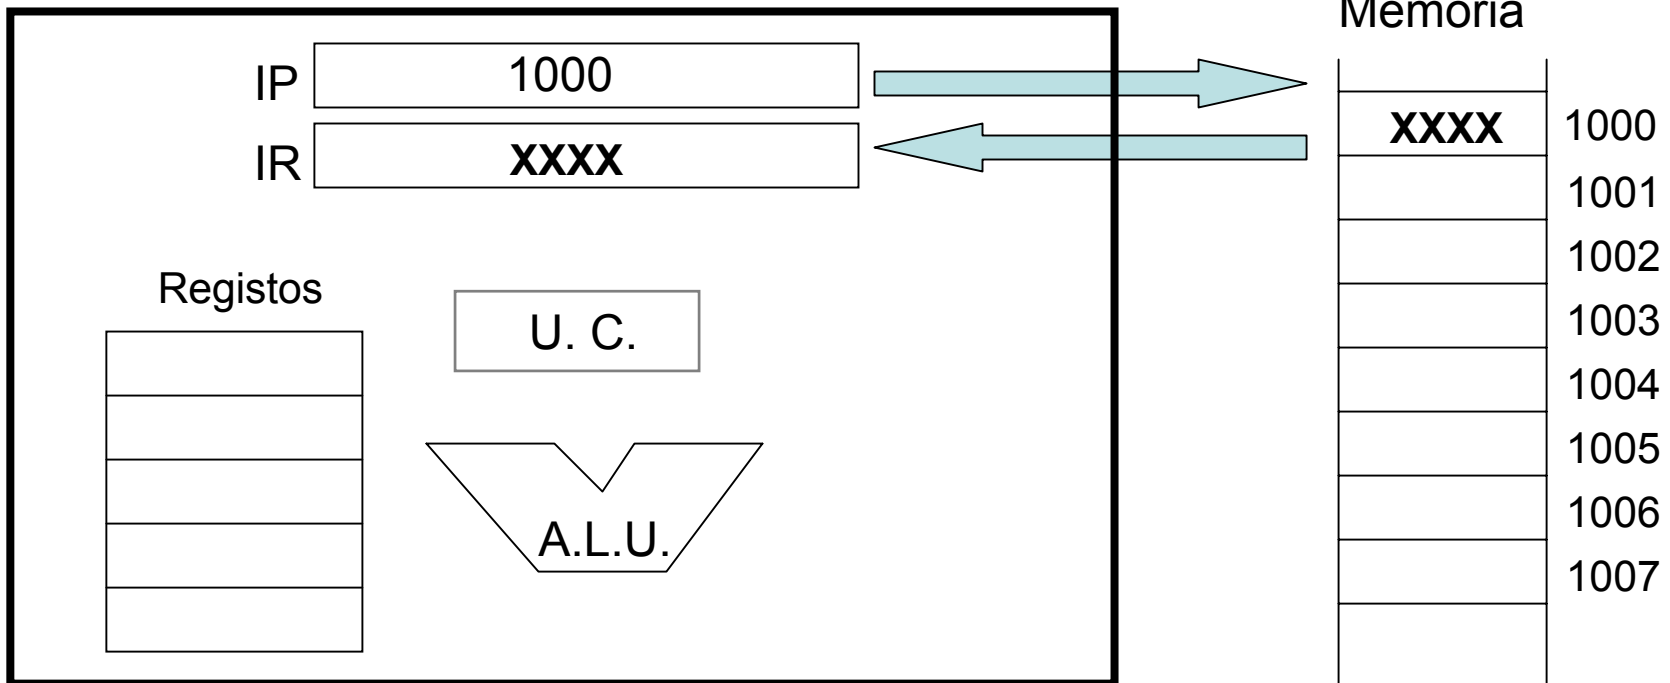 Memória
IP 1000
IR XXXX
XXXX 1000
1001
1002
1003
1004
1005
1006
1007
Registos
U. C.
A.L.U.